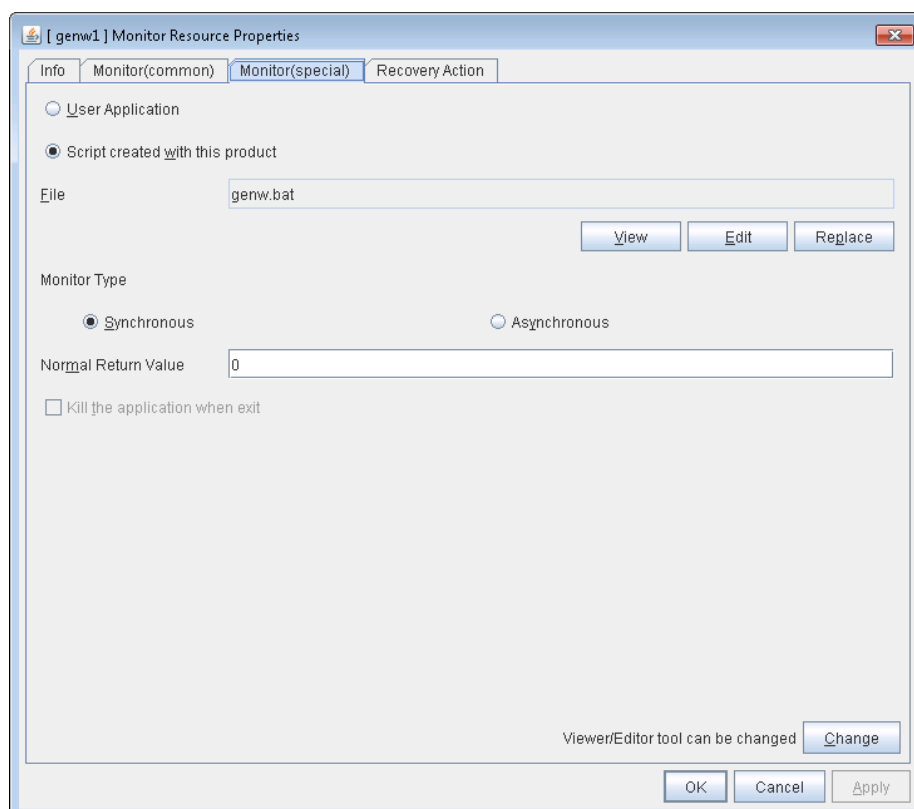 [ genw1 ] Monitor Resource Properties
Info Monitor(common) Monitor(special) Recovery Action
User Application
Script created with this product
File genw.bat
View Edit Replace
Monitor Type
Synchronous Asynchronous
Normal Return Value 0
Kill the application when exit
Viewer/Editor tool can be changed Change
OK Cancel Apply